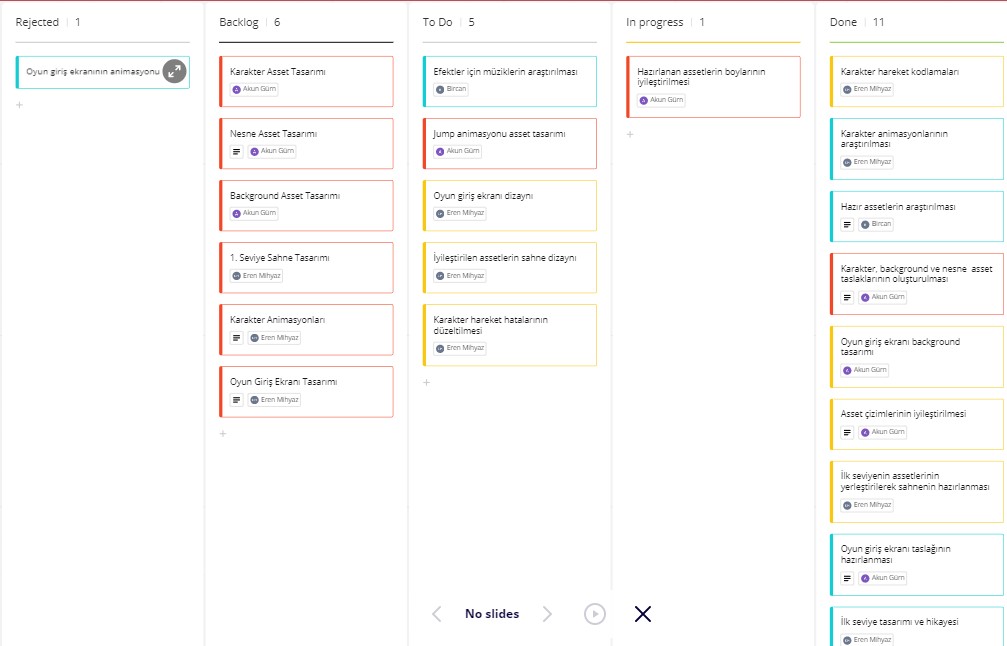 Rejected 1
Oyun giriş ekranının animasyonu
Backlog 6
Karakter Asset Tasarımı
Akun Gürn
Nesne Asset Tasarımı
Akun Gürn
Background Asset Tasarımı
Akun Gürn
1. Seviye Sahne Tasarımı
Eren Mihyaz
Karakter Animasyonları
Eren Mihyaz
Oyun Giriş Ekranı Tasarımı
Eren Mihyaz
To Do 5
Efektler için müziklerin araştırılması
Bircan
Jump animasyonu asset tasarımı
Akun Gürn
Oyun giriş ekranı dizaynı
Eren Mihyaz
İyileştirilen assetlerin sahne dizaynı
Eren Mihyaz
Karakter hareket hatalarının
düzeltilmesi
Eren Mihyaz
In progress 1
Hazırlanan assetlerin boylarının
iyileştirilmesi
Akun Gürn
Done 11
Karakter hareket kodlamaları
Eren Mihyaz
Karakter animasyonlarının
araştırılması
Eren Mihyaz
Hazır assetlerin araştırılması
Bircan
Karakter, background ve nesne asset
taslaklarının oluşturulması
Akun Gürn
Oyun giriş ekranı background
tasarımı
Akun Gürn
Asset çizimlerinin iyileştirilmesi
Akun Gürn
İlk seviyenin assetlerinin
yerleştirilerek sahnenin hazırlanması
Eren Mihyaz
Oyun giriş ekranı taslağının
hazırlanması
Akun Gürn
İlk seviye tasarımı ve hikayesi
Eren Mihyaz
No slides